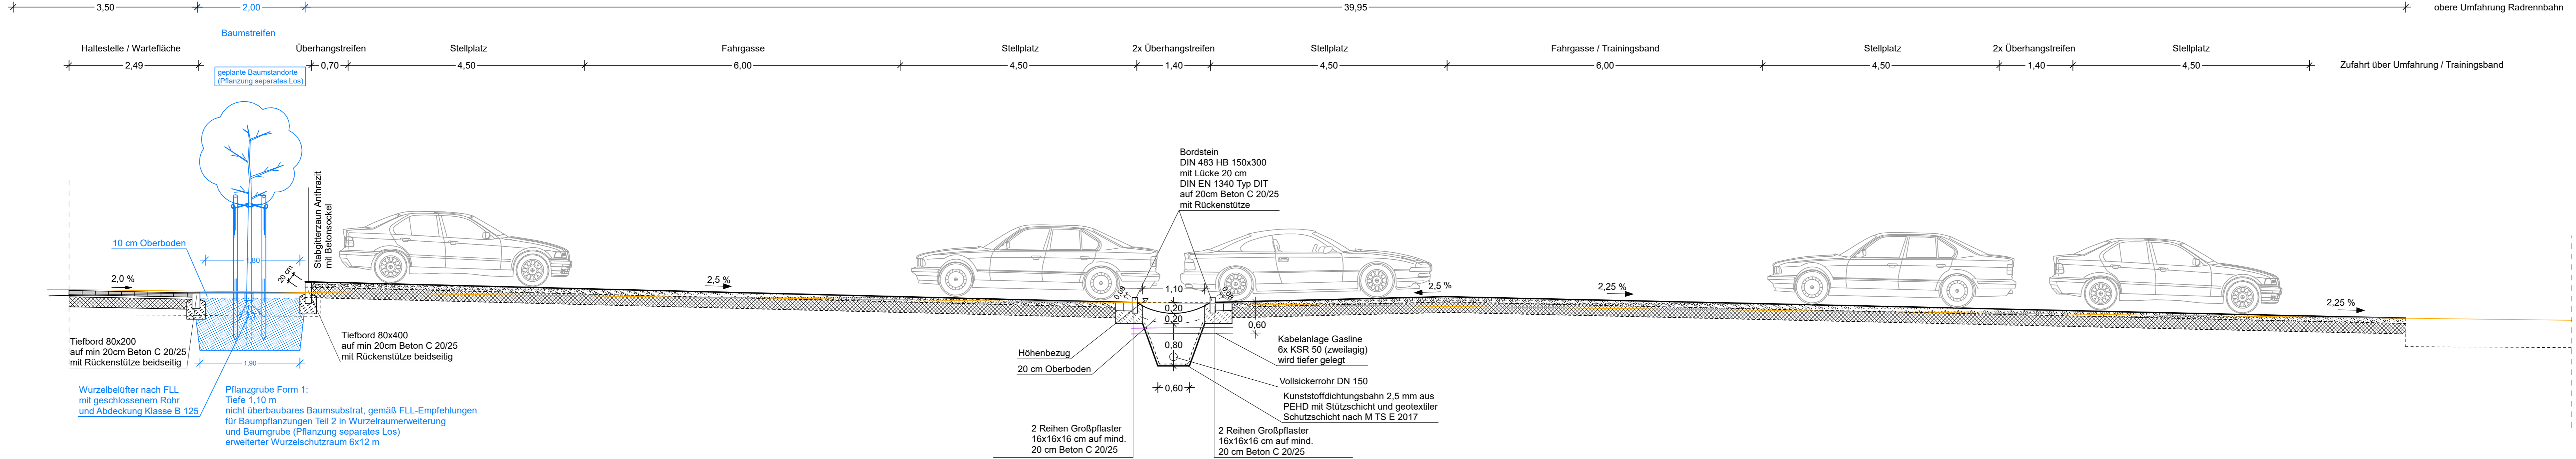 3,50
2,00
39,95
obere Umfahrung Radrennbahn
Baumstreifen
Haltestelle / Wartefläche
Überhangstreifen
Stellplatz
Fahrgasse
Stellplatz
2x Überhangstreifen
Stellplatz
Fahrgasse / Trainingsband
Stellplatz
2x Überhangstreifen
Stellplatz
2,49
0,70
4,50
6,00
4,50
1,40
4,50
6,00
4,50
1,40
4,50
Zufahrt über Umfahrung / Trainingsband
geplante Baumstandorte
(Pflanzung separates Los)
Bordstein
DIN 483 HB 150x300
mit Lücke 20 cm
DIN EN 1340 Typ DIT
auf 20cm Beton C 20/25
mit Rückenstütze
Stabgitterzaun Anthrazit
mit Betonsockel
10 cm Oberboden
1,80
20 cm
2,0 %
2,5 %
0,08
1,10
0,08
2,5 %
2,25 %
2,25 %
0,20
0,20
0,60
0,80
0,60
Tiefbord 80x200
auf min 20cm Beton C 20/25
mit Rückenstütze beidseitig
Tiefbord 80x400
auf min 20cm Beton C 20/25
mit Rückenstütze beidseitig
1,90
Höhenbezug
20 cm Oberboden
Kabelanlage Gasline
6x KSR 50 (zweilagig)
wird tiefer gelegt
Vollsickerrohr DN 150
Kunststoffdichtungsbahn 2,5 mm aus
PEHD mit Stützschicht und geotextiler
Schutzschicht nach M TS E 2017
Wurzelbelüfter nach FLL
mit geschlossenem Rohr
und Abdeckung Klasse B 125
Pflanzgrube Form 1:
Tiefe 1,10 m
nicht überbaubares Baumsubstrat, gemäß FLL-Empfehlungen
für Baumpflanzungen Teil 2 in Wurzelraumerweiterung
und Baumgrube (Pflanzung separates Los)
erweiterter Wurzelschutzraum 6x12 m
2 Reihen Großpflaster
16x16x16 cm auf mind.
20 cm Beton C 20/25
2 Reihen Großpflaster
16x16x16 cm auf mind.
20 cm Beton C 20/25